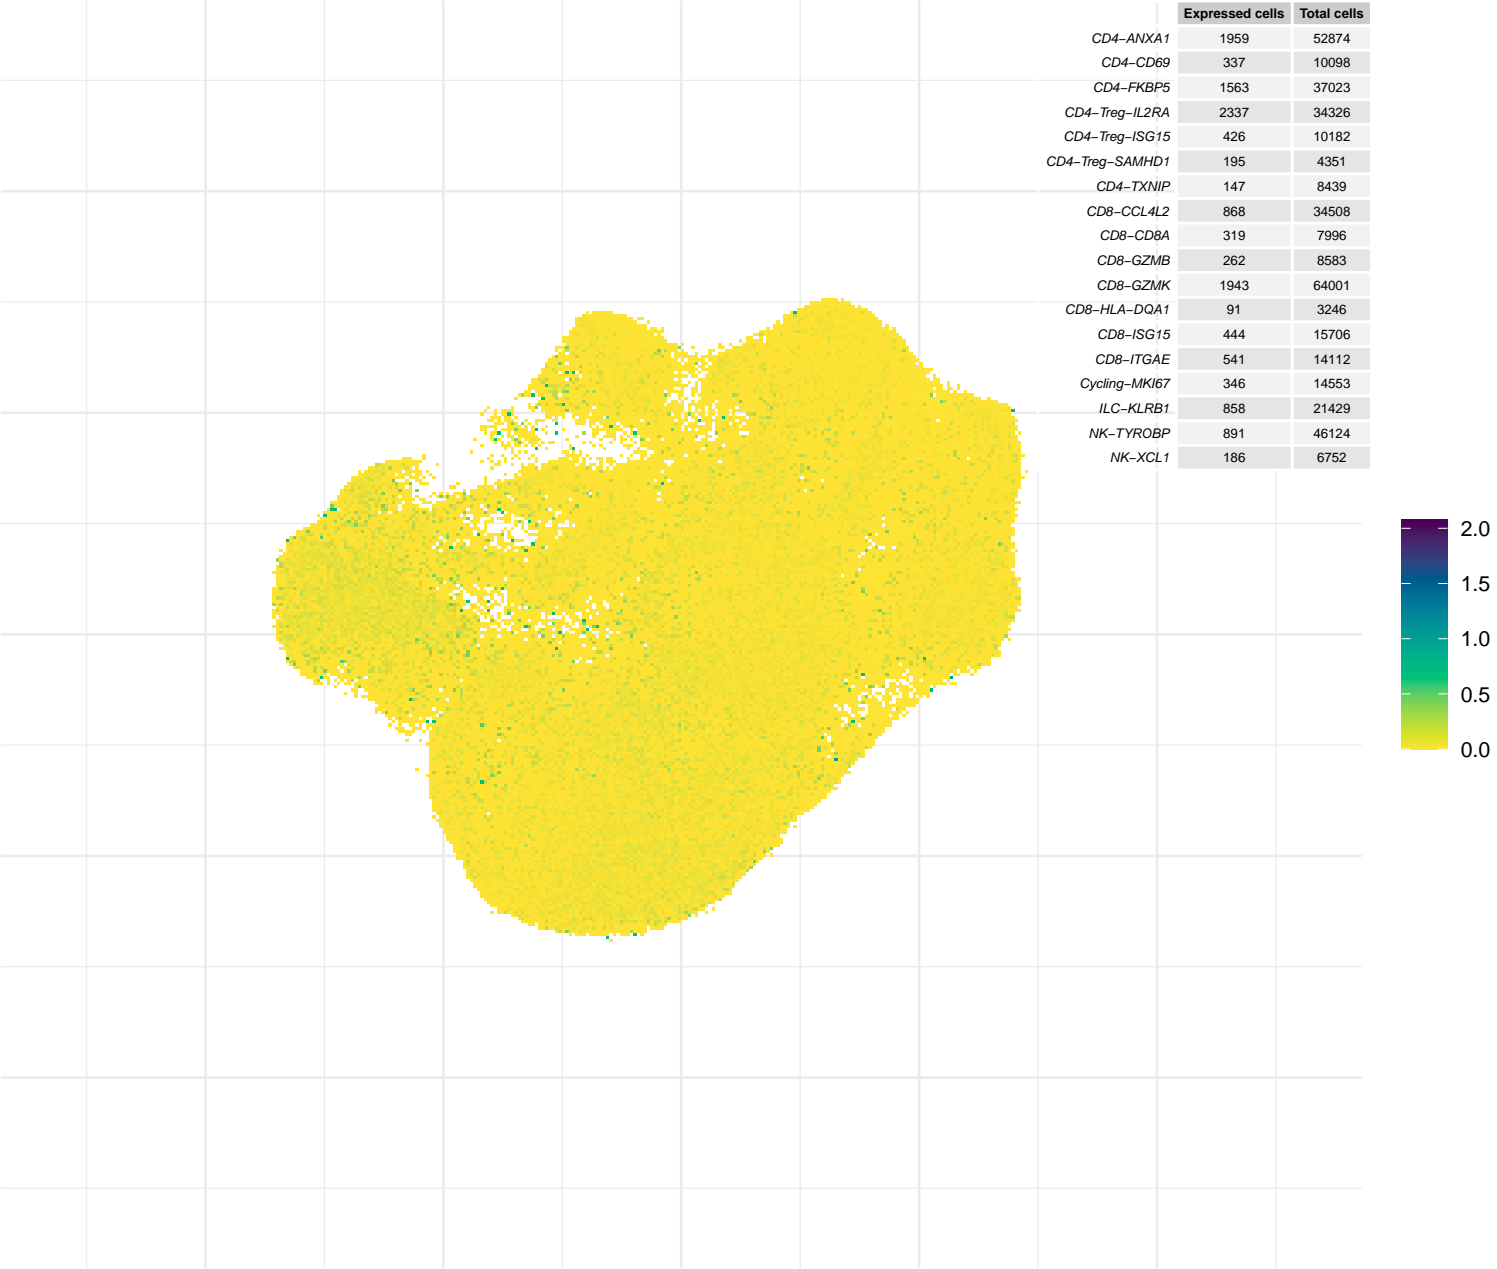 Expressed cells Total cells
CD4−ANXA1 1959 52874
CD4−CD69 337 10098
CD4−FKBP5 1563 37023
CD4−Treg−IL2RA 2337 34326
CD4−Treg−ISG15 426 10182
CD4−Treg−SAMHD1 195 4351
CD4−TXNIP 147 8439
CD8−CCL4L2 868 34508
CD8−CD8A 319 7996
CD8−GZMB 262 8583
CD8−GZMK 1943 64001
CD8−HLA−DQA1 91 3246
CD8−ISG15 444 15706
CD8−ITGAE 541 14112
Cycling−MKI67 346 14553
ILC−KLRB1 858 21429
NK−TYROBP 891 46124
NK−XCL1 186 6752
2.0
1.5
1.0
0.5
0.0